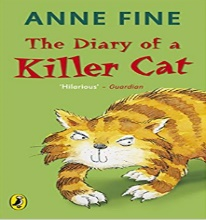 ANNE FINE
The Diary of a
Killer Cat
'Hilarious' – Guardian